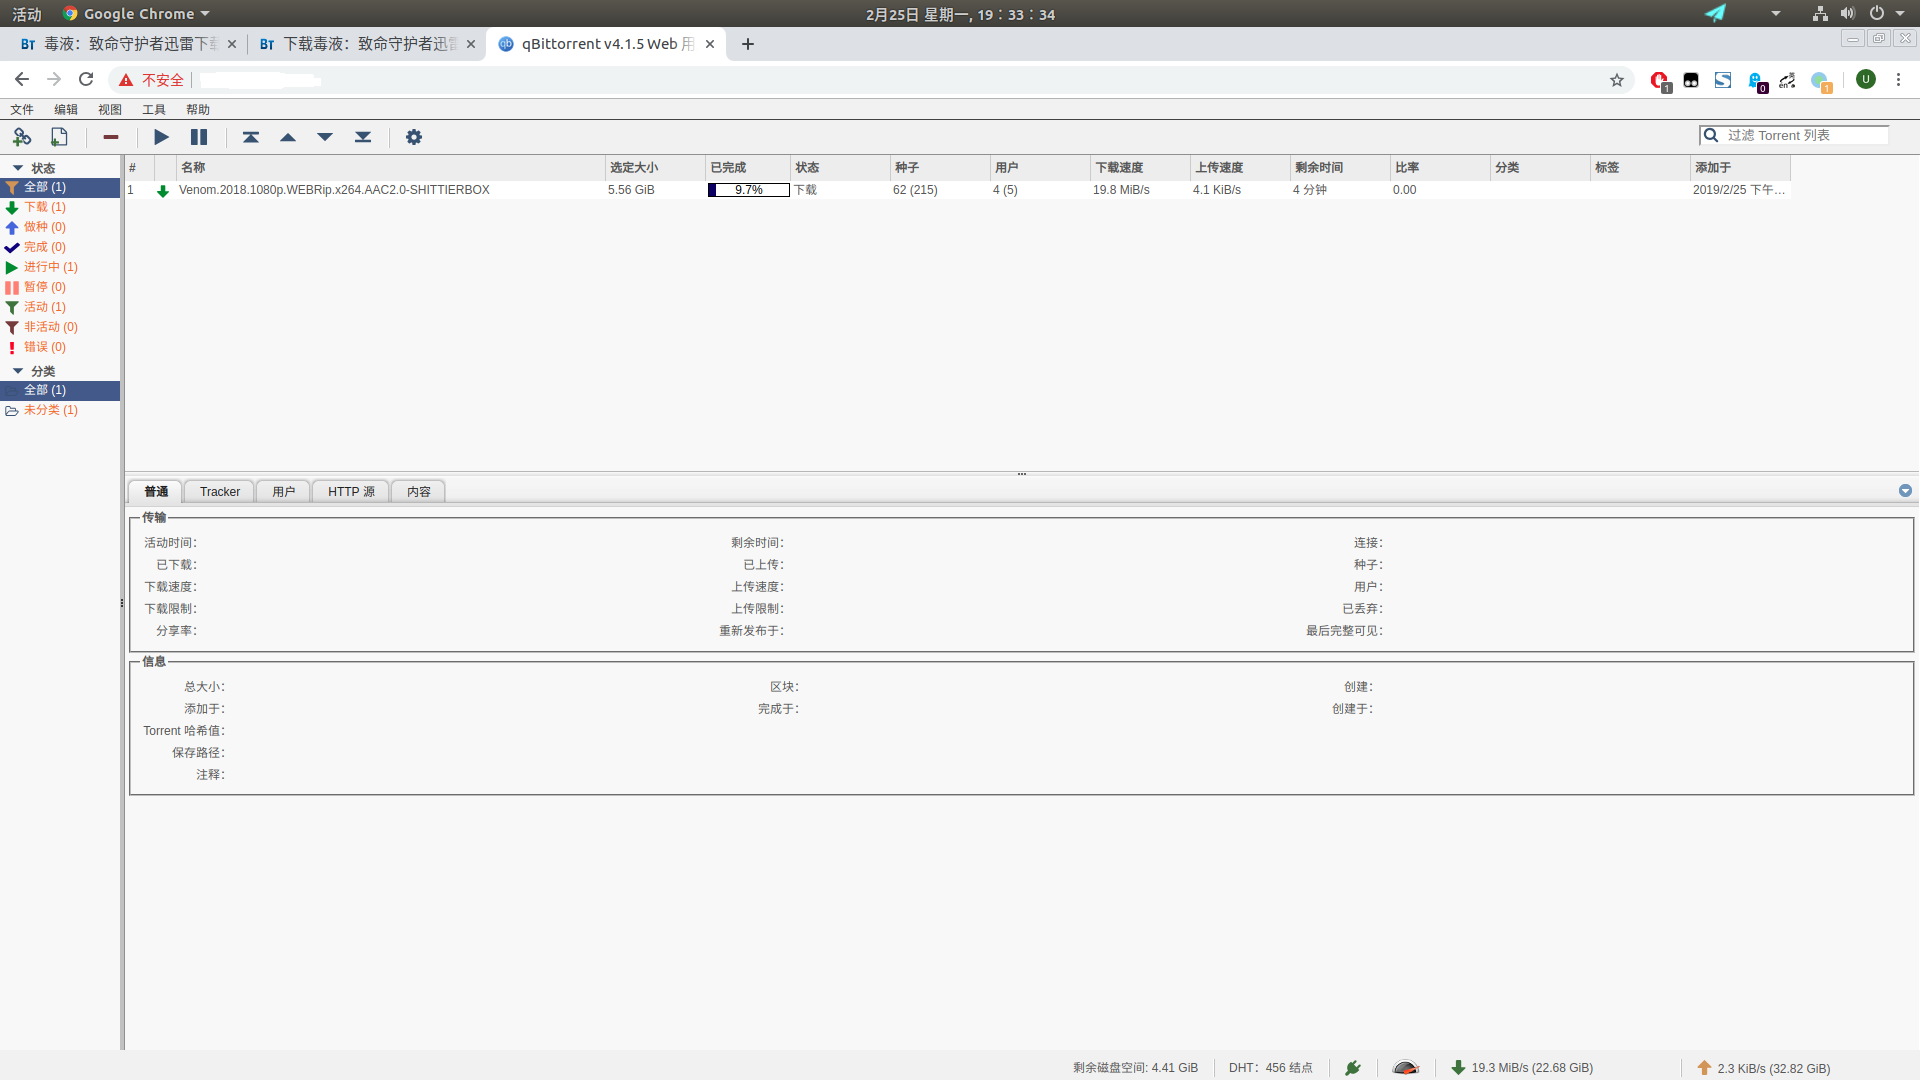 活动 Google Chrome 2月25日 星期一, 19：33：34
BT 毒液：致命守护者迅雷下载 BT 下载毒液：致命守护者迅雷 qb qBittorrent v4.1.5 Web 用
不安全 1 0 en 1 U
文件 编辑 视图 工具 帮助
过滤 Torrent 列表
状态
全部 (1)
下载 (1)
做种 (0)
完成 (0)
进行中 (1)
暂停 (0)
活动 (1)
非活动 (0)
错误 (0)
分类
全部 (1)
未分类 (1)
# 名称 选定大小 已完成 状态 种子 用户 下载速度 上传速度 剩余时间 比率 分类 标签 添加于
1 Venom.2018.1080p.WEBRip.x264.AAC2.0-SHITTIERBOX 5.56 GiB 9.7% 下载 62 (215) 4 (5) 19.8 MiB/s 4.1 KiB/s 4 分钟 0.00 2019/2/25 下午…
普通 Tracker 用户 HTTP 源 内容
传输
活动时间： 剩余时间： 连接：
已下载： 已上传： 种子：
下载速度： 上传速度： 用户：
下载限制： 上传限制： 已丢弃：
分享率： 重新发布于： 最后完整可见：
信息
总大小： 区块： 创建：
添加于： 完成于： 创建于：
Torrent 哈希值：
保存路径：
注释：
剩余磁盘空间: 4.41 GiB DHT：456 结点 19.3 MiB/s (22.68 GiB) 2.3 KiB/s (32.82 GiB)